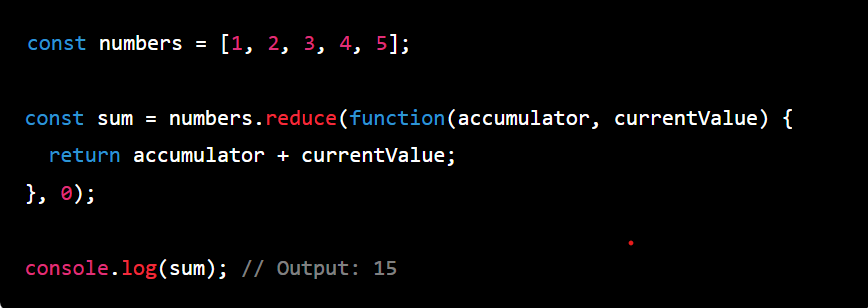 const numbers = [1, 2, 3, 4, 5];
const sum = numbers.reduce(function(accumulator, currentValue) {
  return accumulator + currentValue;
}, 0);
console.log(sum); // Output: 15